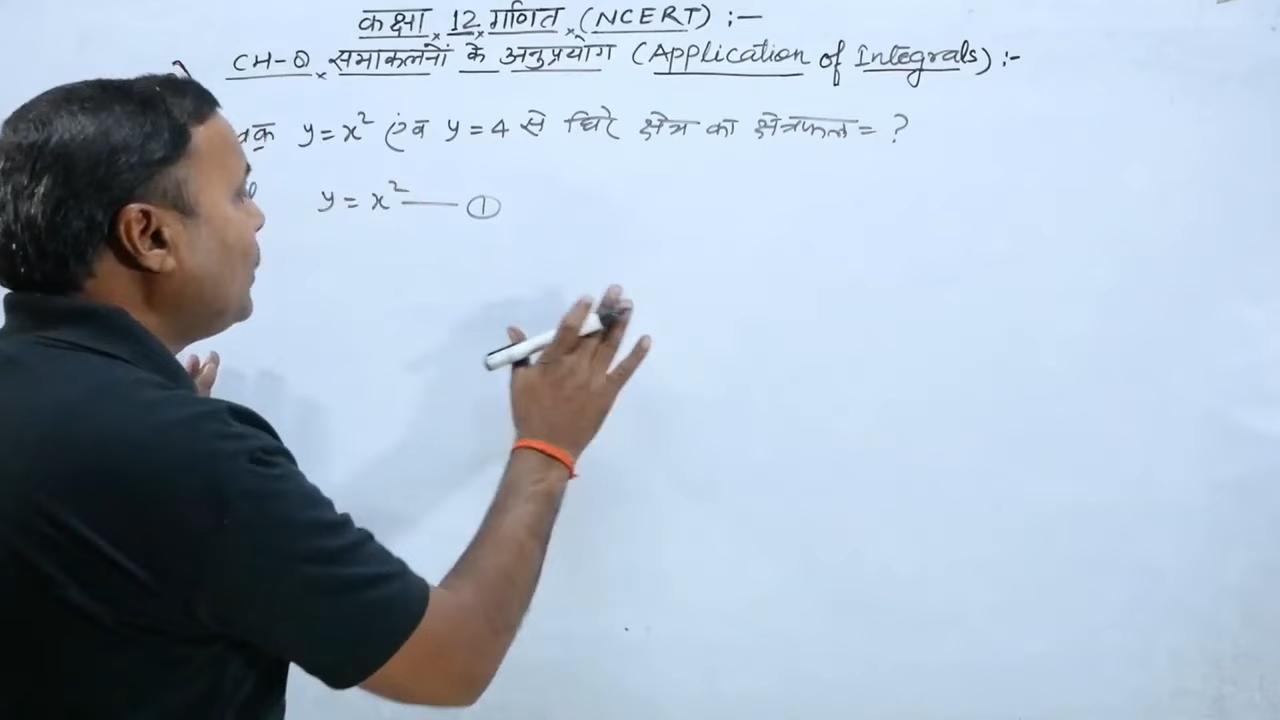 कक्षा 12 गणित (NCERT) :—
CH-8 समाकलनों के अनुप्रयोग (Application of Integrals) :-
वक्र y = x² एवं y = 4 से घिरे क्षेत्र का क्षेत्रफल = ?
y = x² —— ①